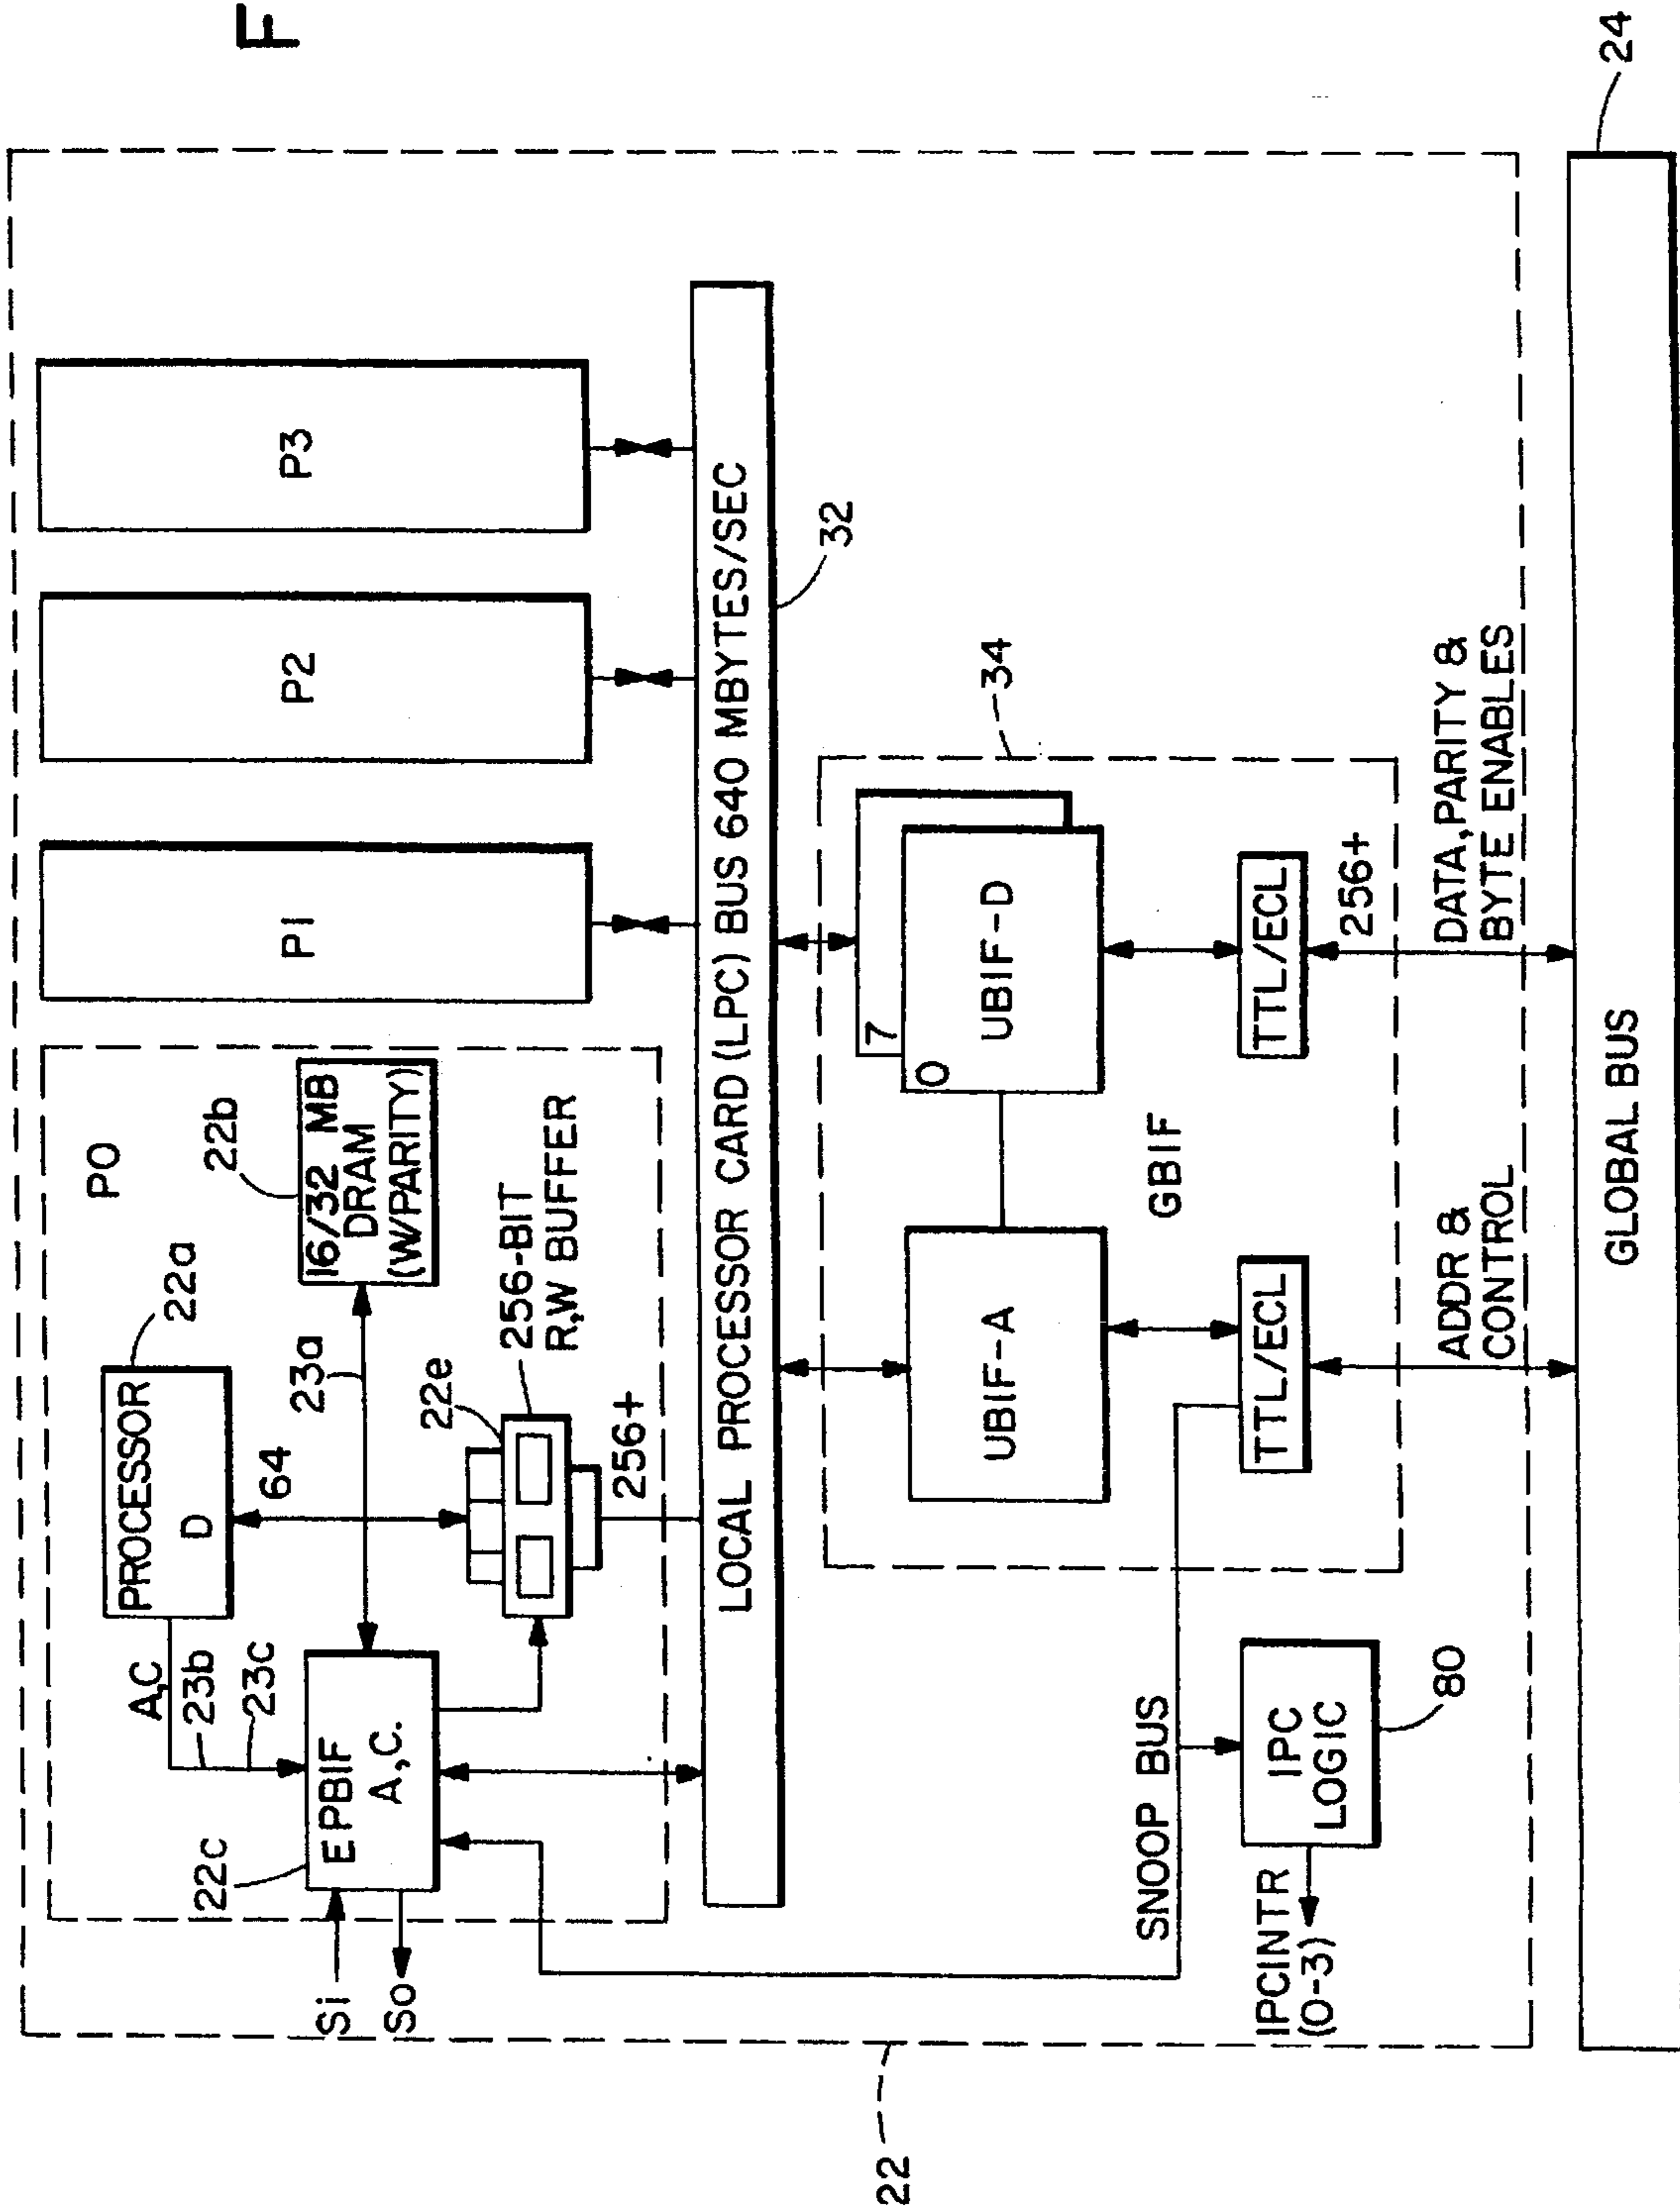 F
22
PROCESSOR
D
22a
P0
A,C
23b
23c
64
23a
22b
16/32 MB
DRAM
(W/PARITY)
22c
EPBIF
A,C.
Si
So
22e
256-BIT
R,W BUFFER
256+
P1
P2
P3
LOCAL PROCESSOR CARD (LPC) BUS 640 MBYTES/SEC
32
34
UBIF-A
7
0
UBIF-D
GBIF
TTL/ECL
TTL/ECL
256+
SNOOP BUS
IPC
LOGIC
80
IPCINTR
(0-3)
ADDR &
CONTROL
DATA,PARITY &
BYTE ENABLES
GLOBAL BUS
24